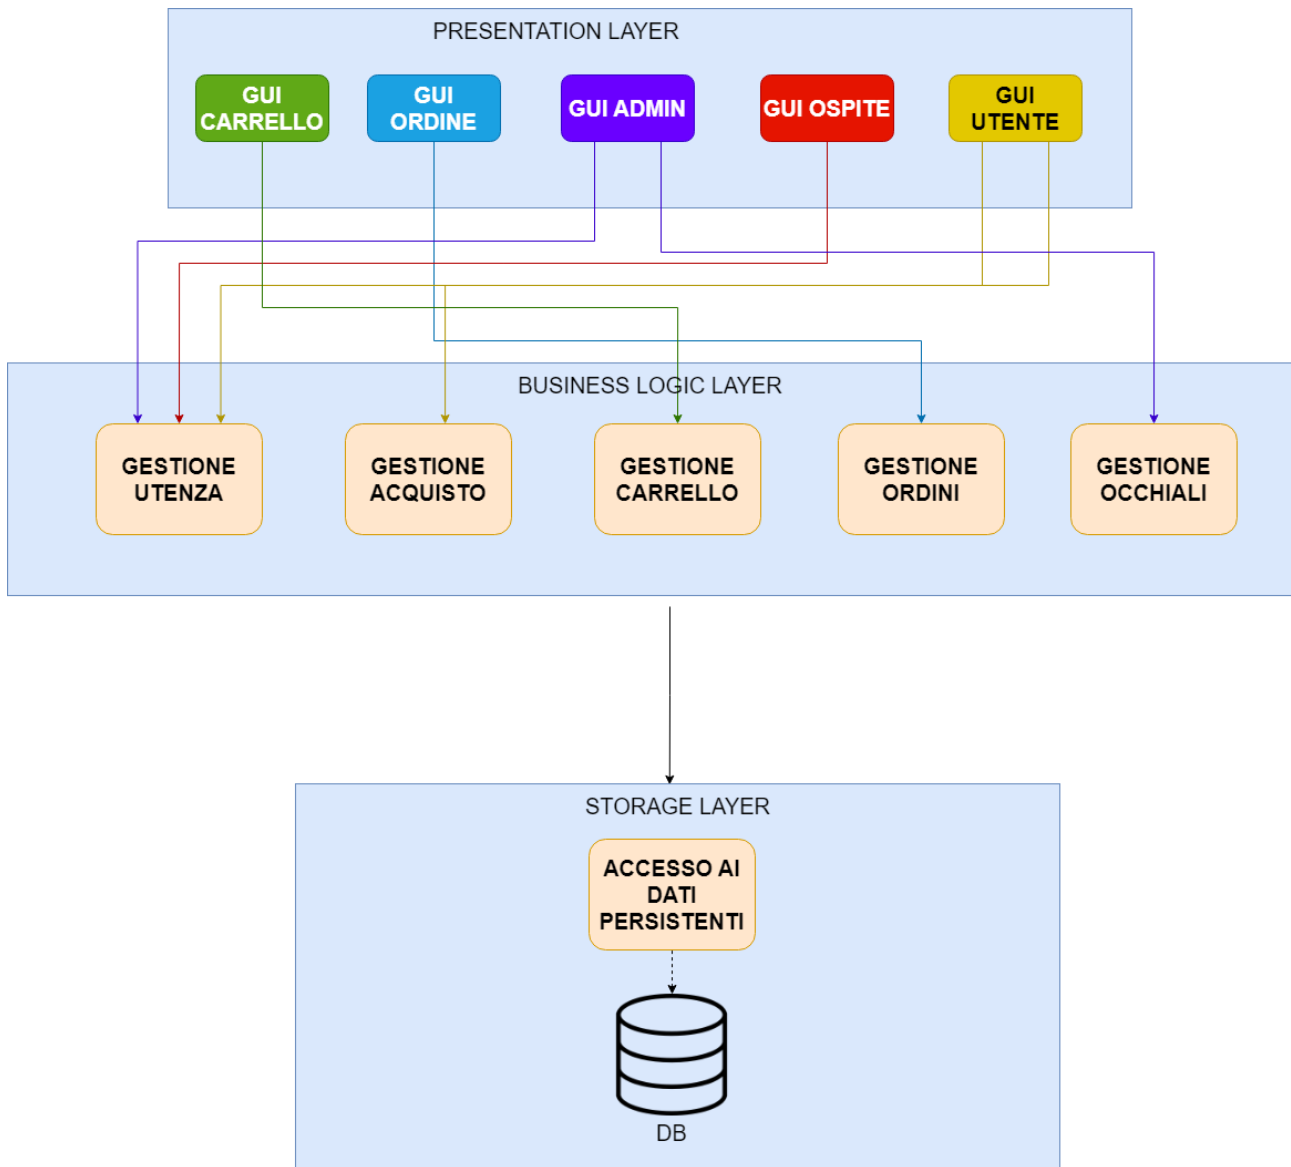 PRESENTATION LAYER
GUI
CARRELLO
GUI
ORDINE
GUI ADMIN
GUI OSPITE
GUI
UTENTE
BUSINESS LOGIC LAYER
GESTIONE
UTENZA
GESTIONE
ACQUISTO
GESTIONE
CARRELLO
GESTIONE
ORDINI
GESTIONE
OCCHIALI
STORAGE LAYER
ACCESSO AI
DATI
PERSISTENTI
DB